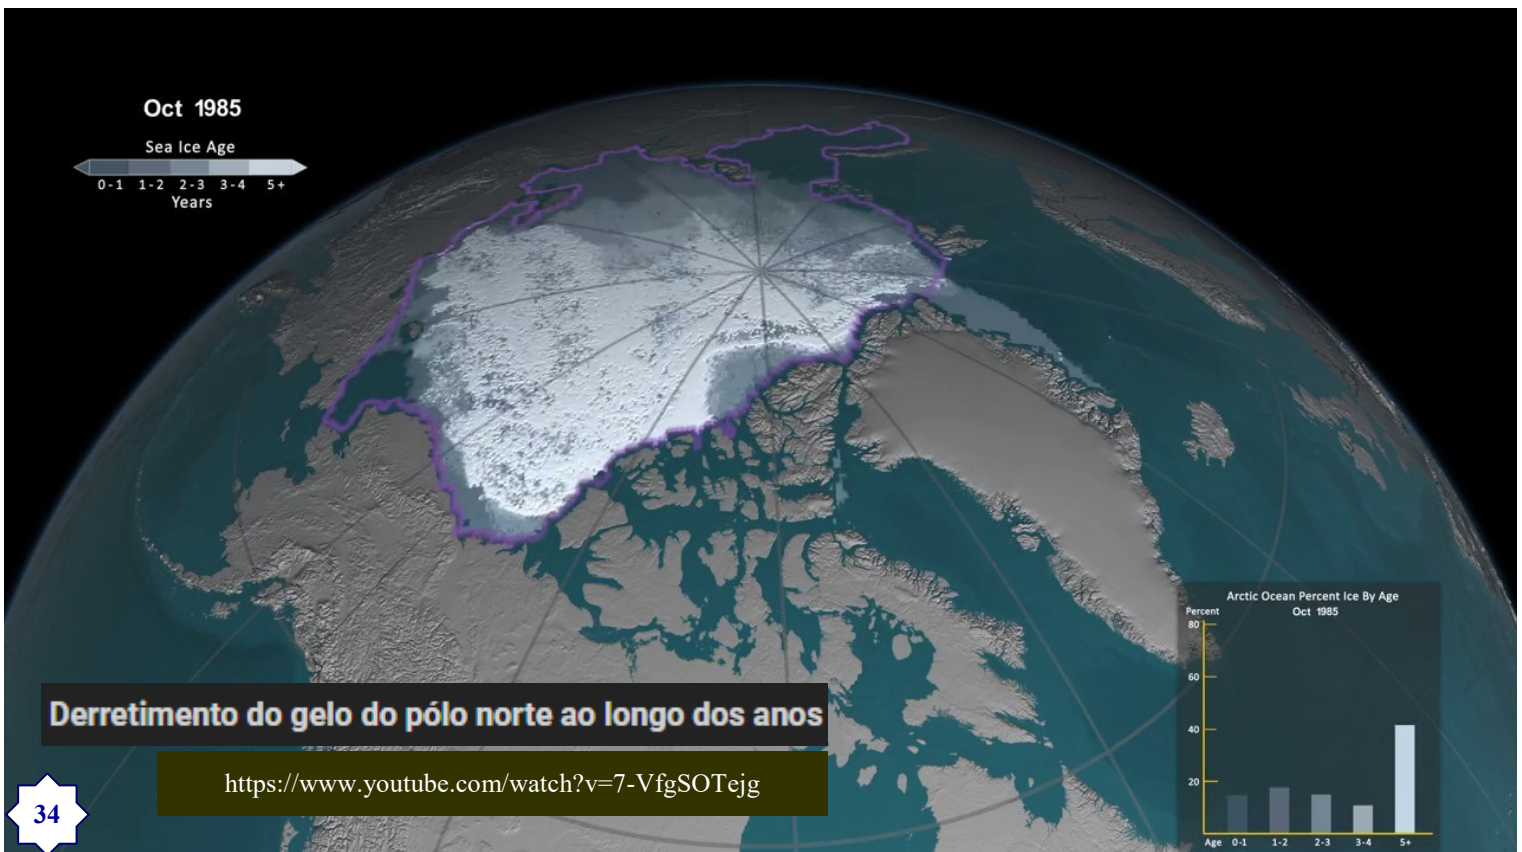 Oct 1985
Sea Ice Age
0-1 1-2 2-3 3-4 5+
Years
Arctic Ocean Percent Ice By Age
Oct 1985
Percent
80
60
40
20
Age 0-1 1-2 2-3 3-4 5+
Derretimento do gelo do pólo norte ao longo dos anos
https://www.youtube.com/watch?v=7-VfgSOTejg
34